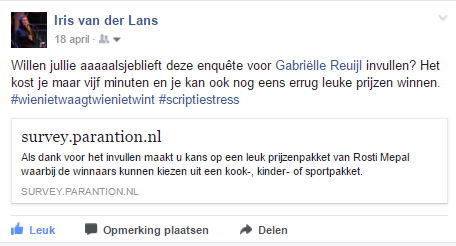 Iris van der Lans
18 april ·
Willen jullie aaaaalsjeblieft deze enquête voor Gabriëlle Reuijl invullen? Het
kost je maar vijf minuten en je kan ook nog eens errug leuke prijzen winnen.
#wienietwaagtwienietwint #scriptiestress
survey.parantion.nl
Als dank voor het invullen maakt u kans op een leuk prijzenpakket van Rosti Mepal
waarbij de winnaars kunnen kiezen uit een kook-, kinder- of sportpakket.
SURVEY.PARANTION.NL
Leuk Opmerking plaatsen Delen